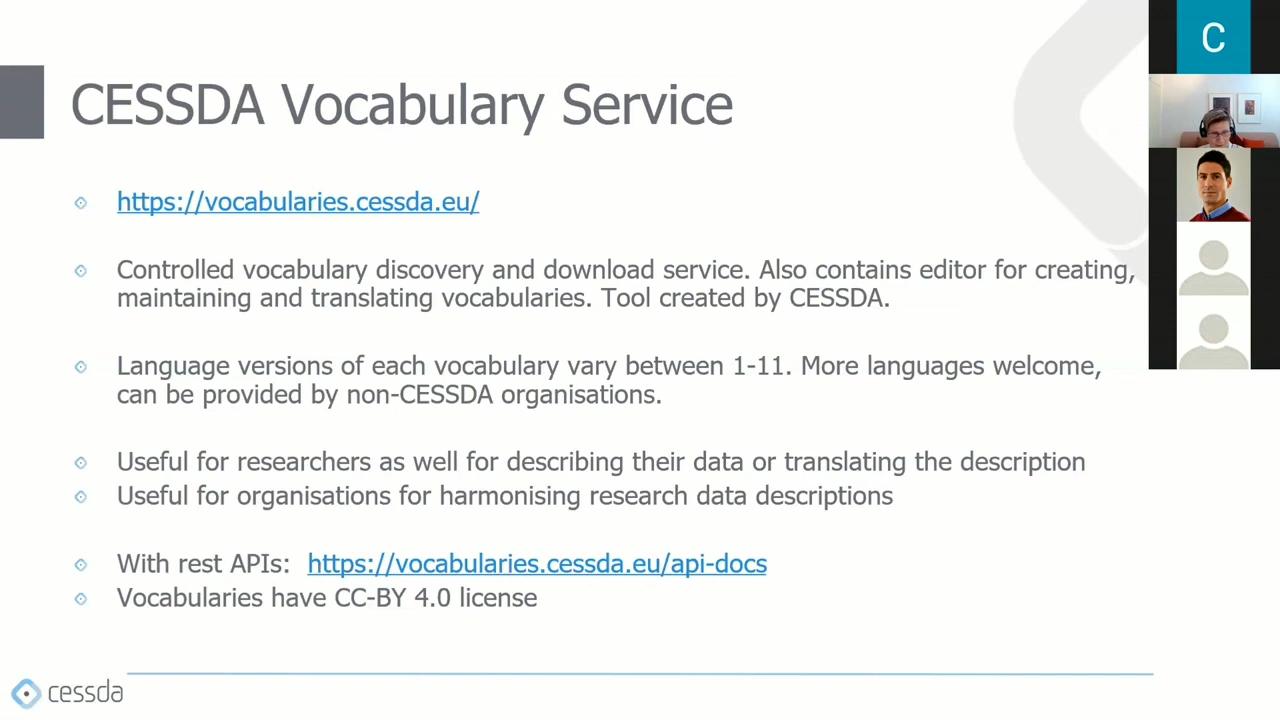 CESSDA Vocabulary Service
https://vocabularies.cessda.eu/
Controlled vocabulary discovery and download service. Also contains editor for creating,
maintaining and translating vocabularies. Tool created by CESSDA.
Language versions of each vocabulary vary between 1-11. More languages welcome,
can be provided by non-CESSDA organisations.
Useful for researchers as well for describing their data or translating the description
Useful for organisations for harmonising research data descriptions
With rest APIs: https://vocabularies.cessda.eu/api-docs
Vocabularies have CC-BY 4.0 license
cessda
C